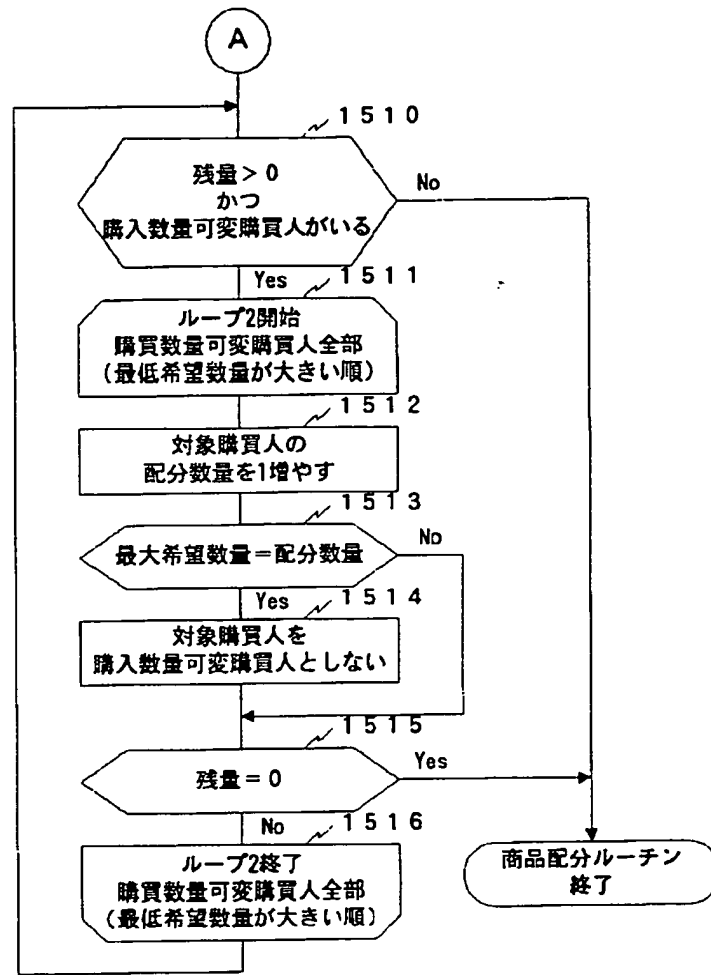 A
1510
残量>0
かつ
購入数量可変購買人がいる
No
Yes
1511
ループ2開始
購買数量可変購買人全部
(最低希望数量が大きい順)
1512
対象購買人の
配分数量を1増やす
1513
最大希望数量=配分数量
No
Yes
1514
対象購買人を
購入数量可変購買人としない
1515
残量=0
Yes
No
1516
ループ2終了
購買数量可変購買人全部
(最低希望数量が大きい順)
商品配分ルーチン
終了